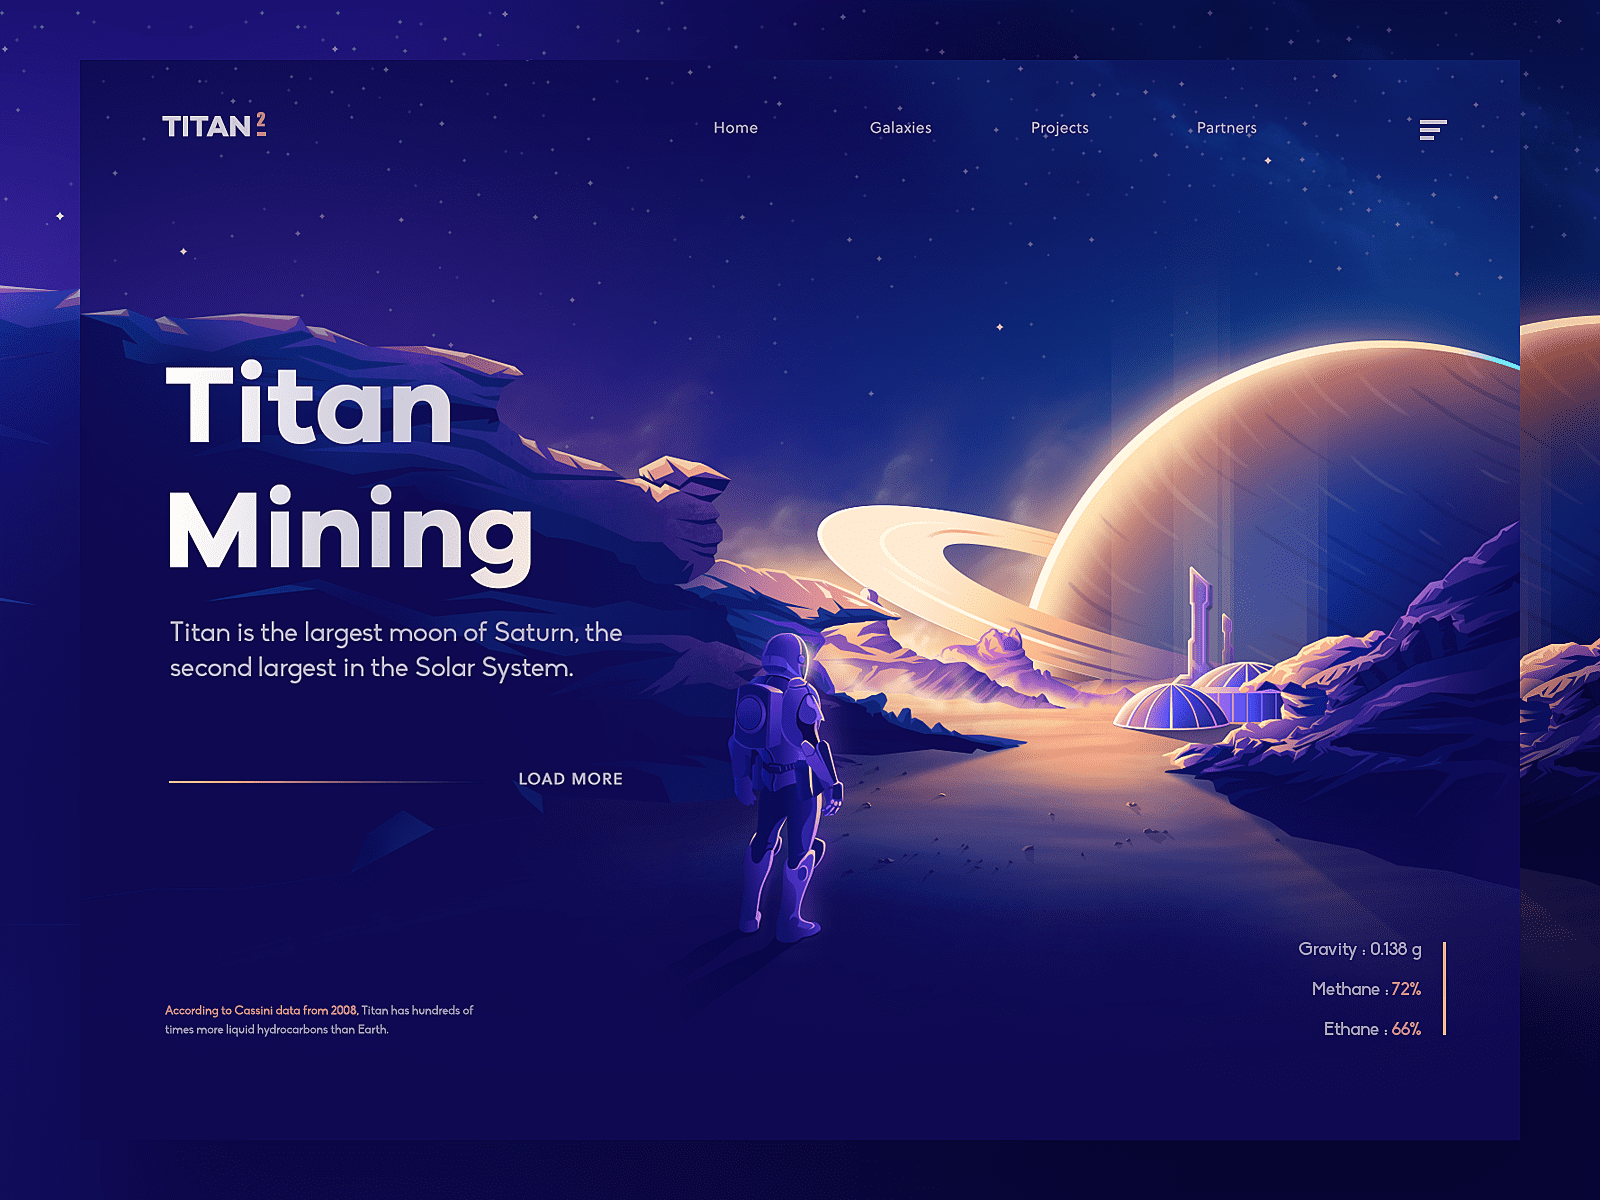 TITAN 2
Home
Galaxies
Projects
Partners
Titan
Mining
Titan is the largest moon of Saturn, the
second largest in the Solar System.
LOAD MORE
According to Cassini data from 2008, Titan has hundreds of
times more liquid hydrocarbons than Earth.
Gravity : 0.138 g
Methane : 72%
Ethane : 66%